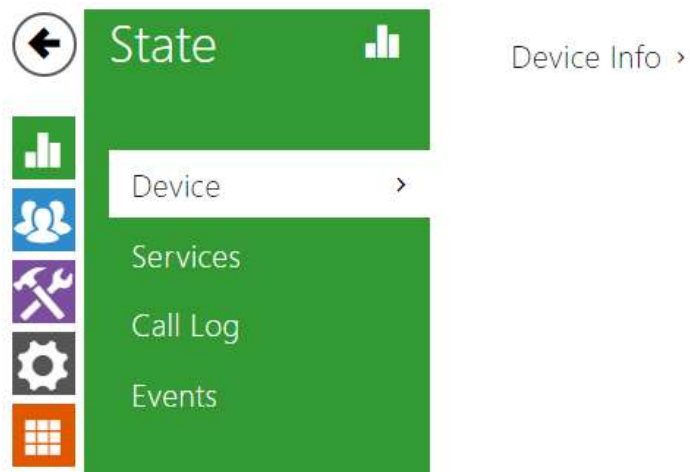 State
Device Info ›
Device ›
Services
Call Log
Events